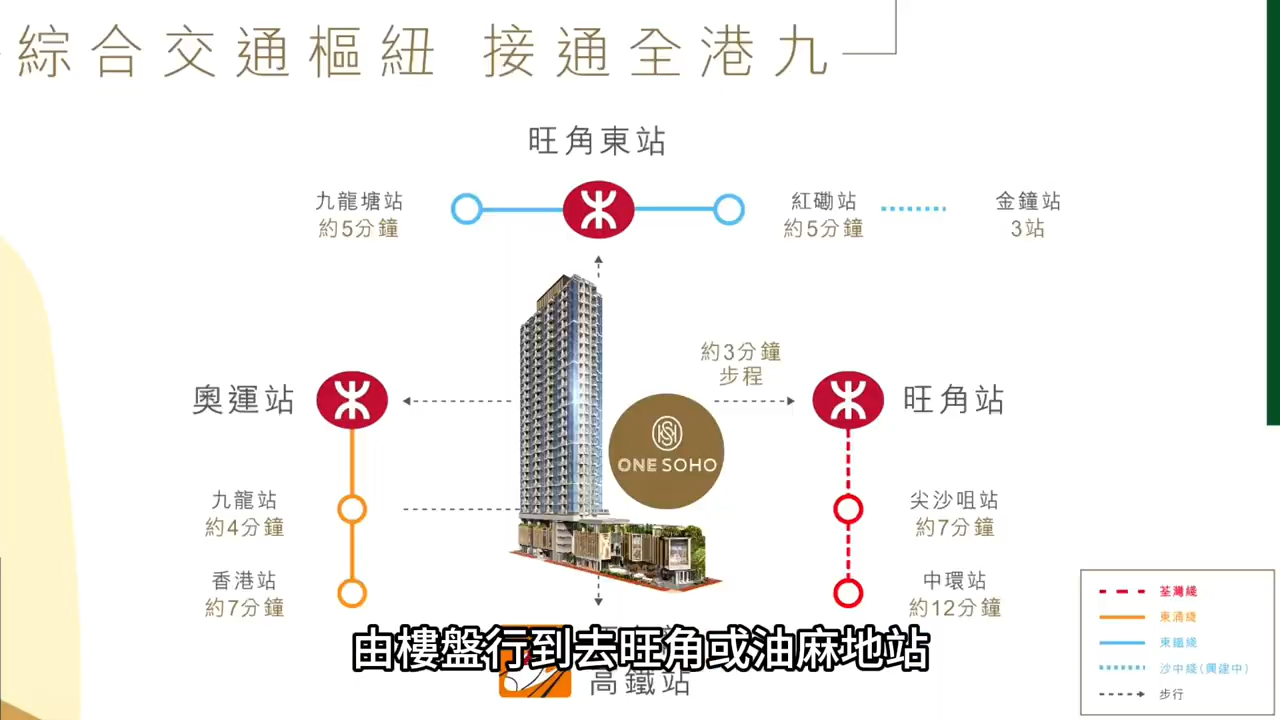 綜合交通樞紐 接通全港九
旺角東站
九龍塘站
約5分鐘
紅磡站
約5分鐘
金鐘站
3站
約3分鐘
步程
奧運站
旺角站
ONE SOHO
九龍站
約4分鐘
尖沙咀站
約7分鐘
香港站
約7分鐘
中環站
約12分鐘
荃灣綫
東涌綫
東鐵綫
沙中綫(興建中)
步行
由樓盤行到去旺角或油麻地站
高鐵站